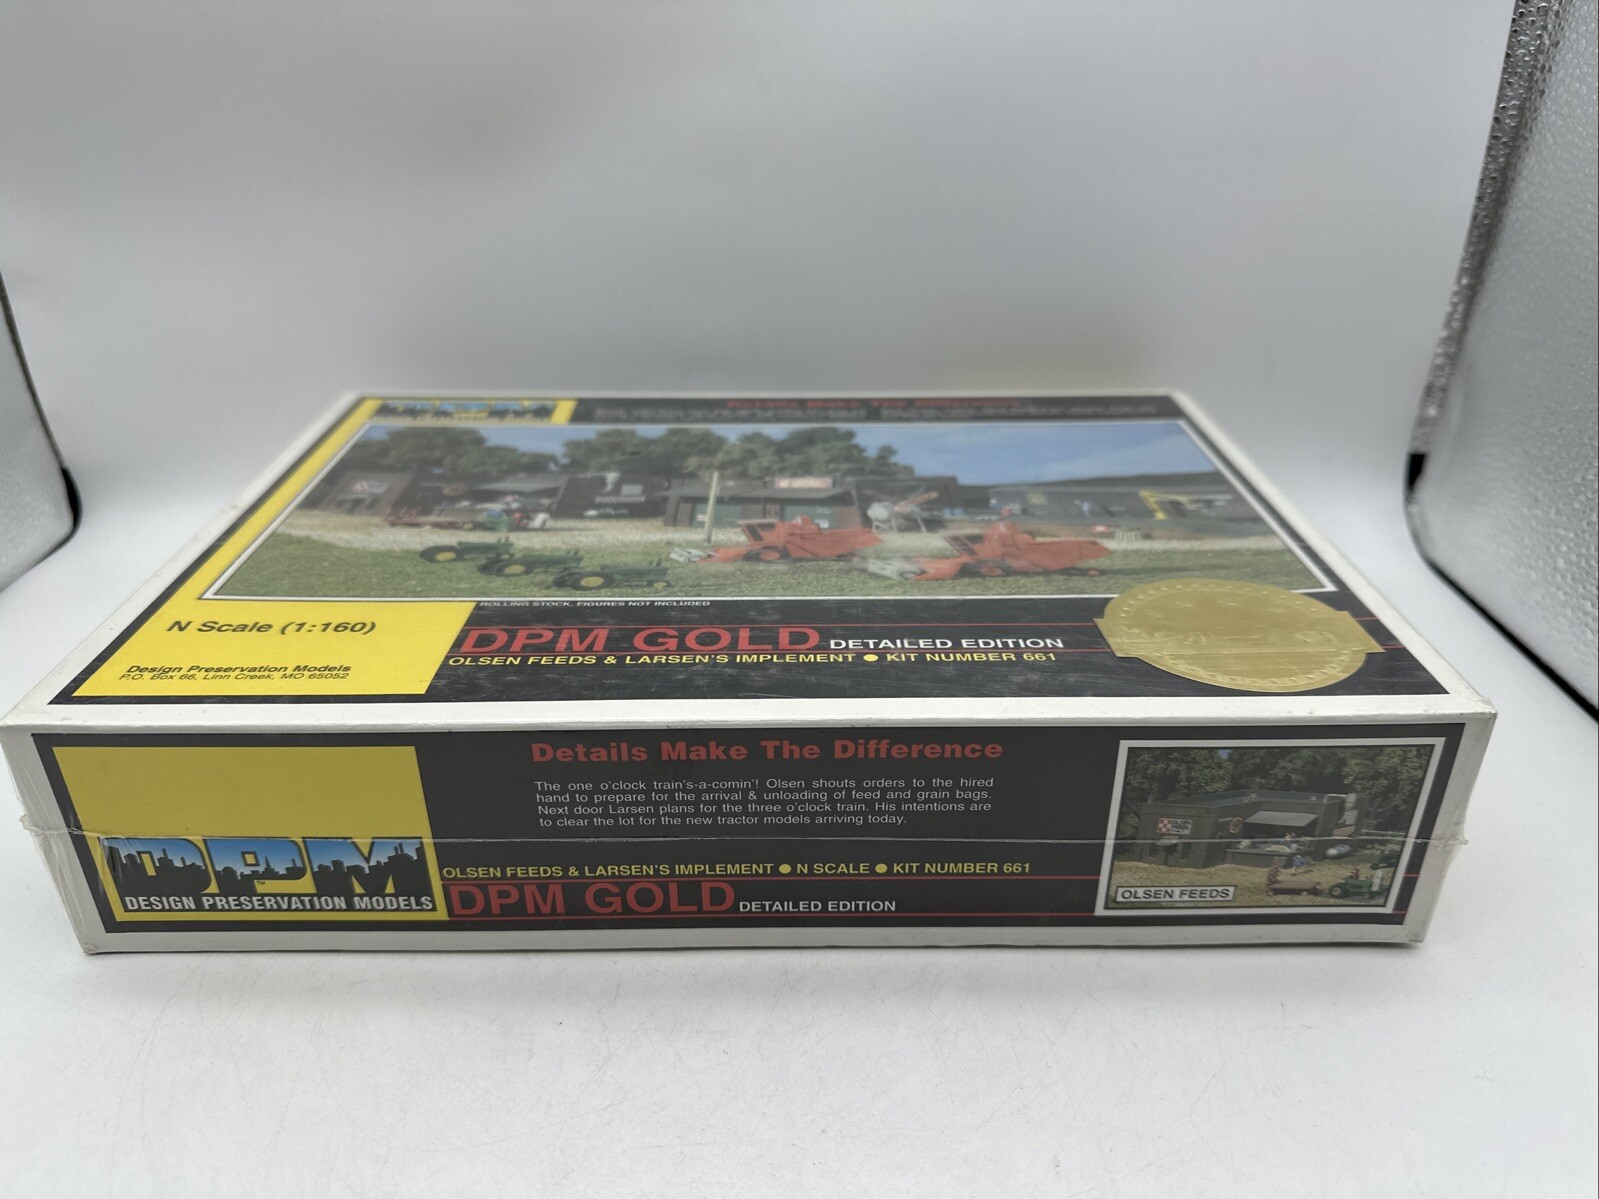 Details Make The Difference
ROLLING STOCK, FIGURES NOT INCLUDED
N Scale (1:160)
Design Preservation Models
P.O. Box 66, Linn Creek, MO 65052
DPM GOLD DETAILED EDITION
OLSEN FEEDS & LARSEN'S IMPLEMENT ● KIT NUMBER 661
Details Make The Difference
The one o'clock train's-a-comin'! Olsen shouts orders to the hired
hand to prepare for the arrival & unloading of feed and grain bags.
Next door Larsen plans for the three o'clock train. His intentions are
to clear the lot for the new tractor models arriving today.
DPM™
DESIGN PRESERVATION MODELS
OLSEN FEEDS & LARSEN'S IMPLEMENT ● N SCALE ● KIT NUMBER 661
DPM GOLD DETAILED EDITION
OLSEN FEEDS